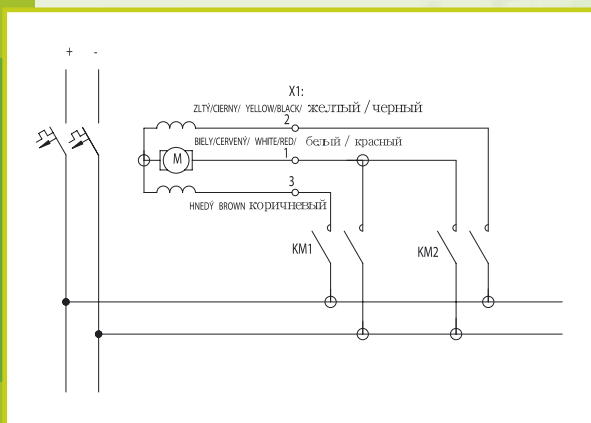 + -
X1:
ZLTÝ/CIERNY/ YELLOW/BLACK/ желтый / черный
2
BIELY/CERVENÝ/ WHITE/RED/ белый / красный
M 1
3
HNEDÝ BROWN коричневый
KM1 KM2